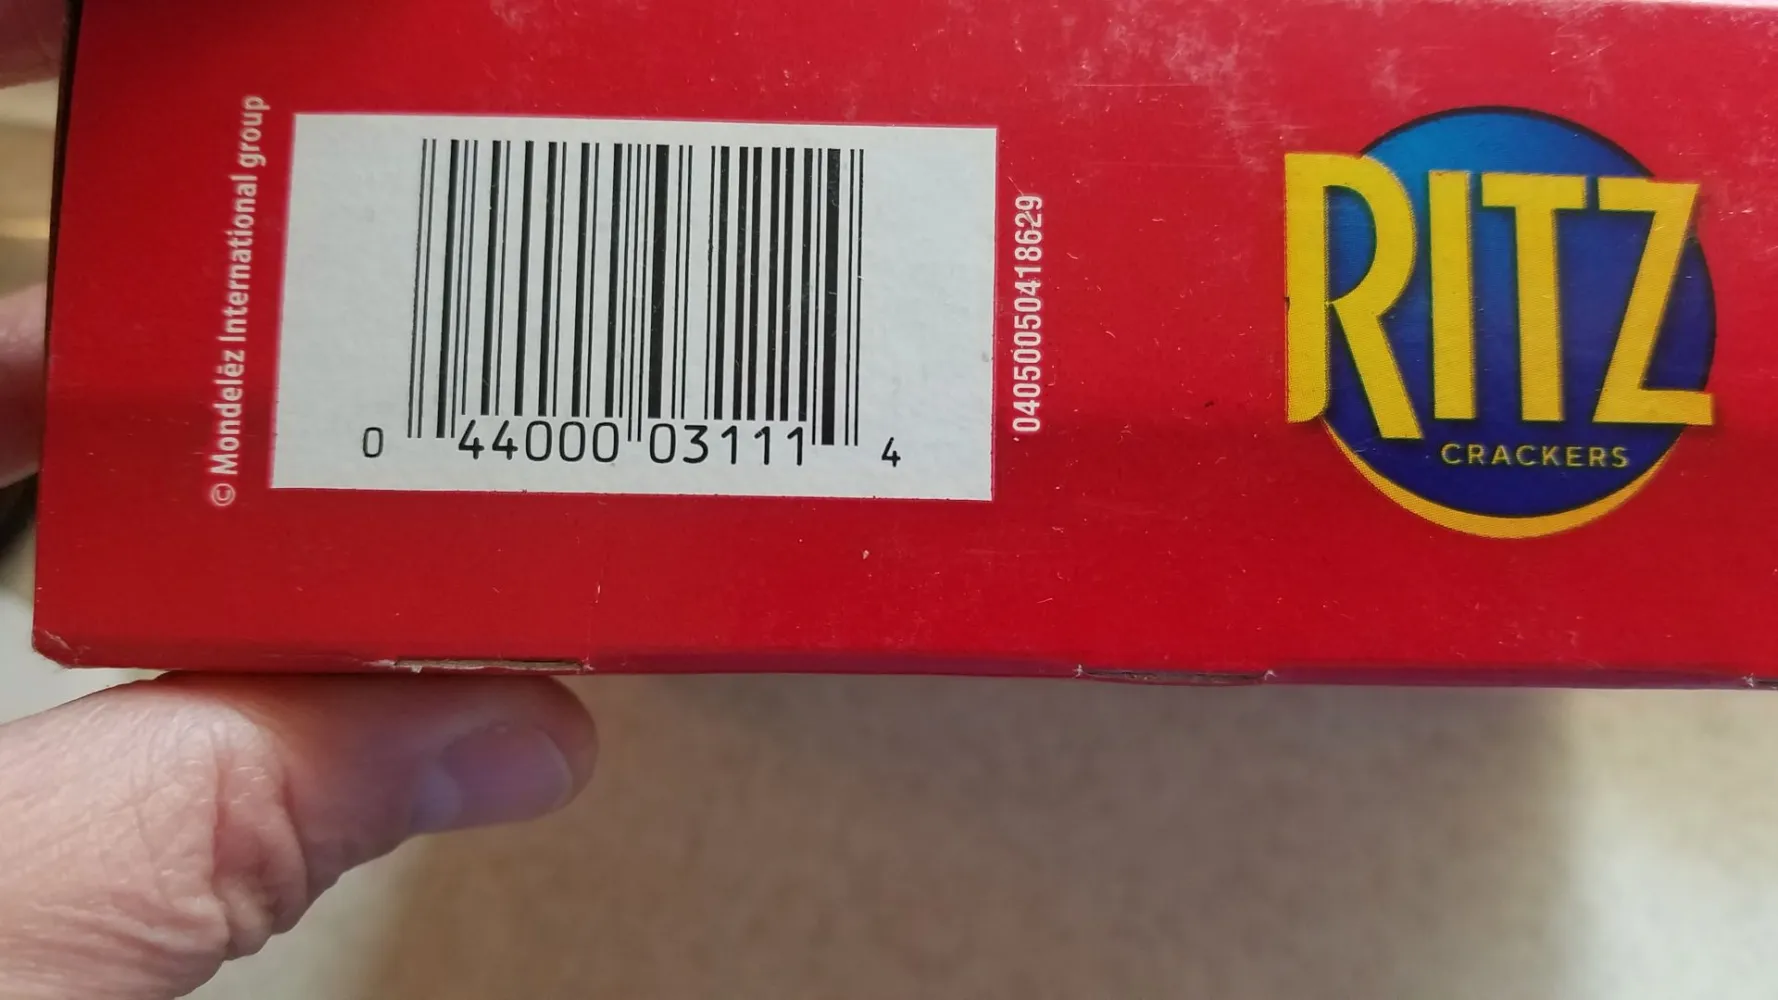 © Mondelēz International group
0 44000 03111 4
04050050418629
RITZ
CRACKERS